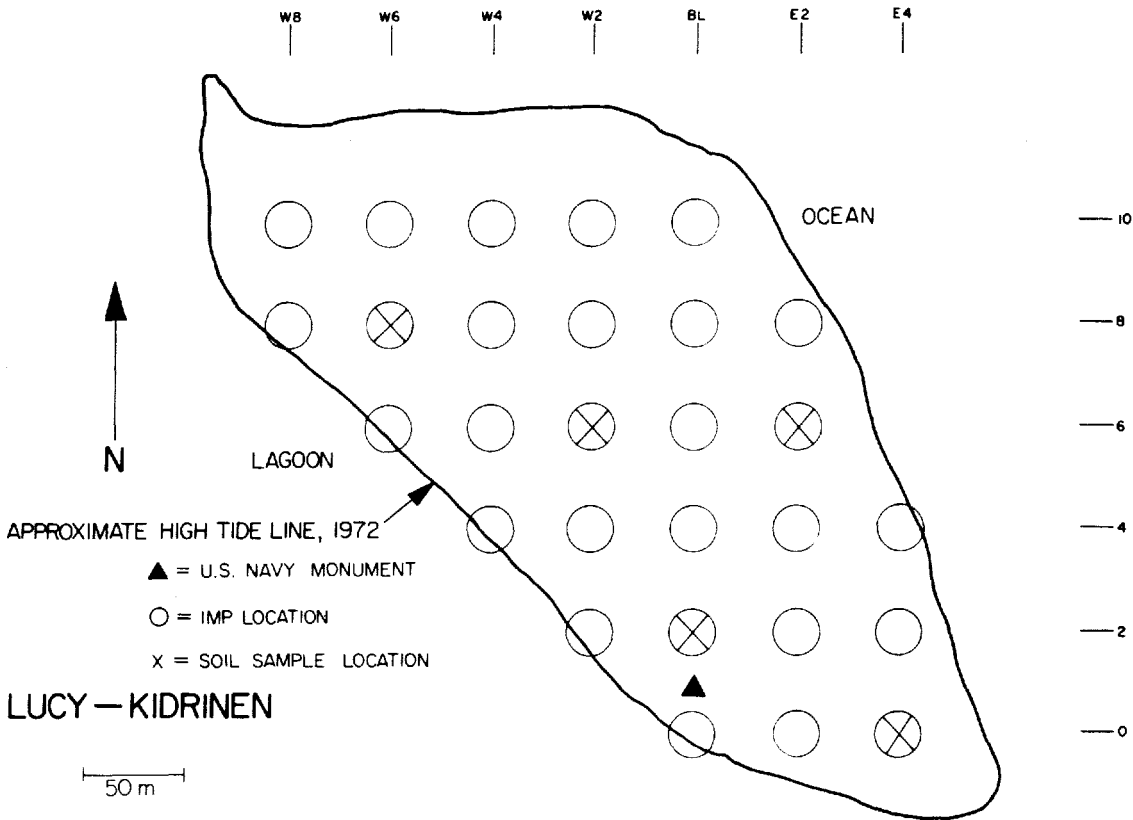 W8 W6 W4 W2 BL E2 E4
OCEAN
10
8
6
N
LAGOON
APPROXIMATE HIGH TIDE LINE, 1972
4
▲ = U.S. NAVY MONUMENT
○ = IMP LOCATION
2
X = SOIL SAMPLE LOCATION
LUCY — KIDRINEN
0
50 m